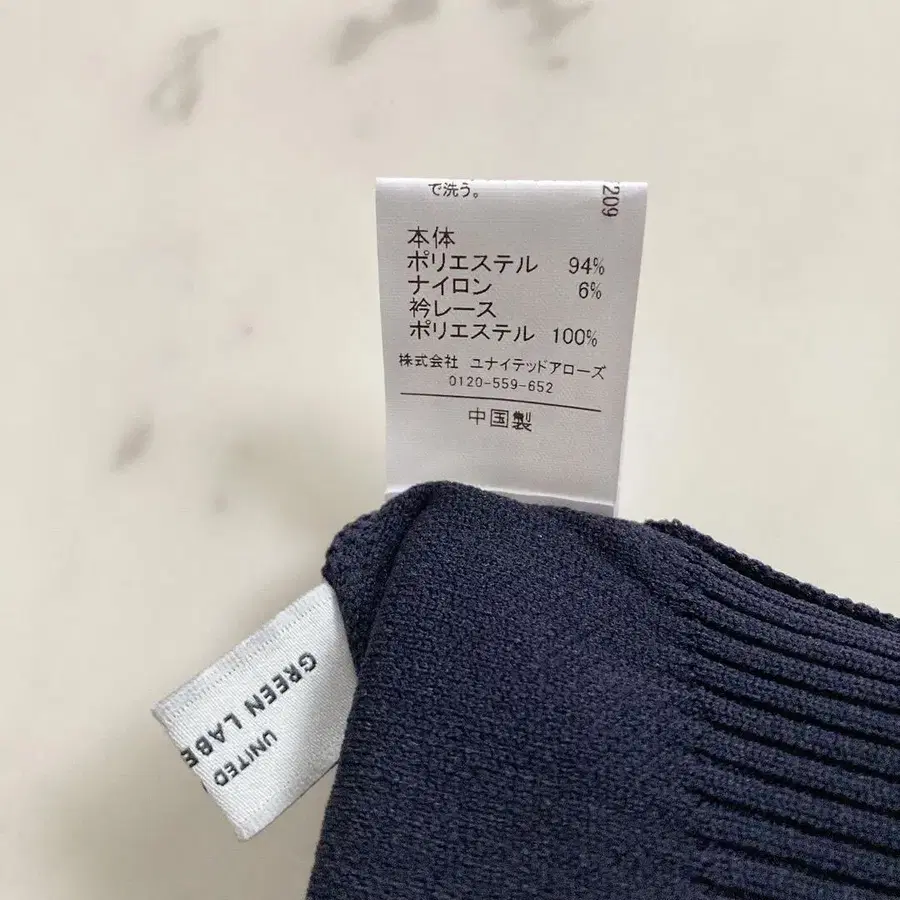 で洗う。
209
本体
ポリエステル 94%
ナイロン 6%
衿レース
ポリエステル 100%
株式会社 ユナイテッドアローズ
0120-559-652
中国製
GREEN LABE
UNITED